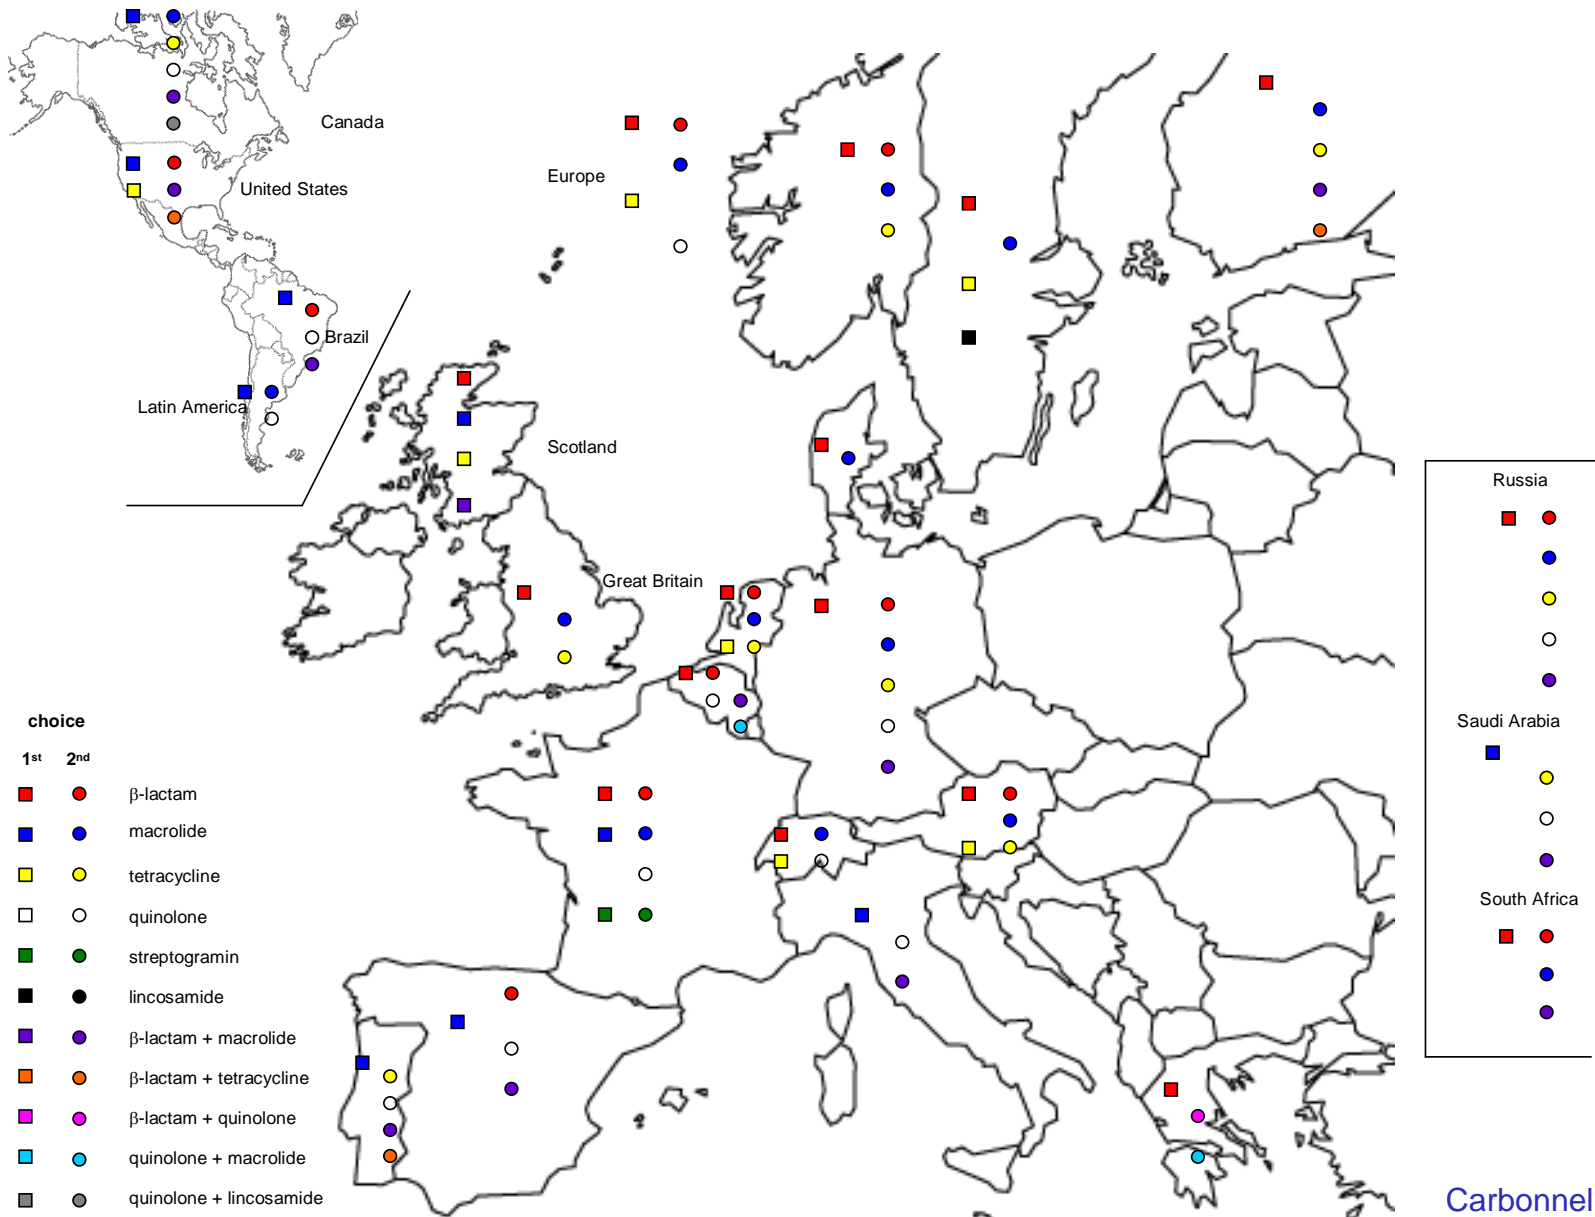 Canada
United States
Europe
Brazil
Latin America
Scotland
Great Britain
Russia
Saudi Arabia
South Africa
choice
1st 2nd
β-lactam
macrolide
tetracycline
quinolone
streptogramin
lincosamide
β-lactam + macrolide
β-lactam + tetracycline
β-lactam + quinolone
quinolone + macrolide
quinolone + lincosamide
Carbonnel